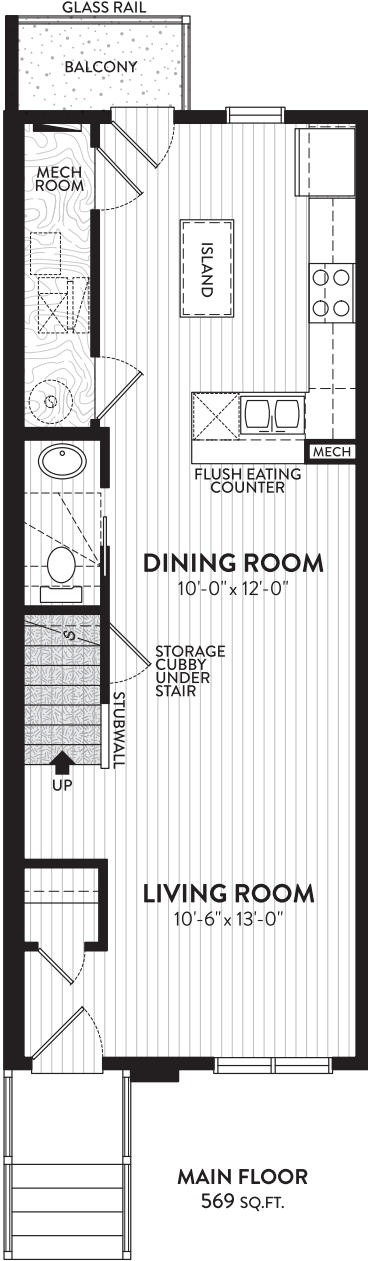 GLASS RAIL
BALCONY
MECH
ROOM
ISLAND
MECH
FLUSH EATING
COUNTER
DINING ROOM
10'-0" x 12'-0"
S
STORAGE
CUBBY
UNDER
STAIR
STUBWALL
UP
LIVING ROOM
10'-6" x 13'-0"
MAIN FLOOR
569 SQ.FT.